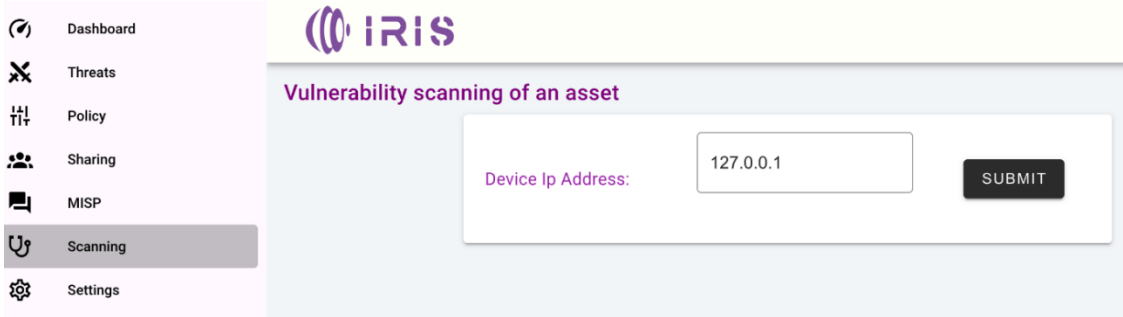 Dashboard
Threats
Policy
Sharing
MISP
Scanning
Settings
IRIS
Vulnerability scanning of an asset
Device Ip Address:
127.0.0.1
SUBMIT